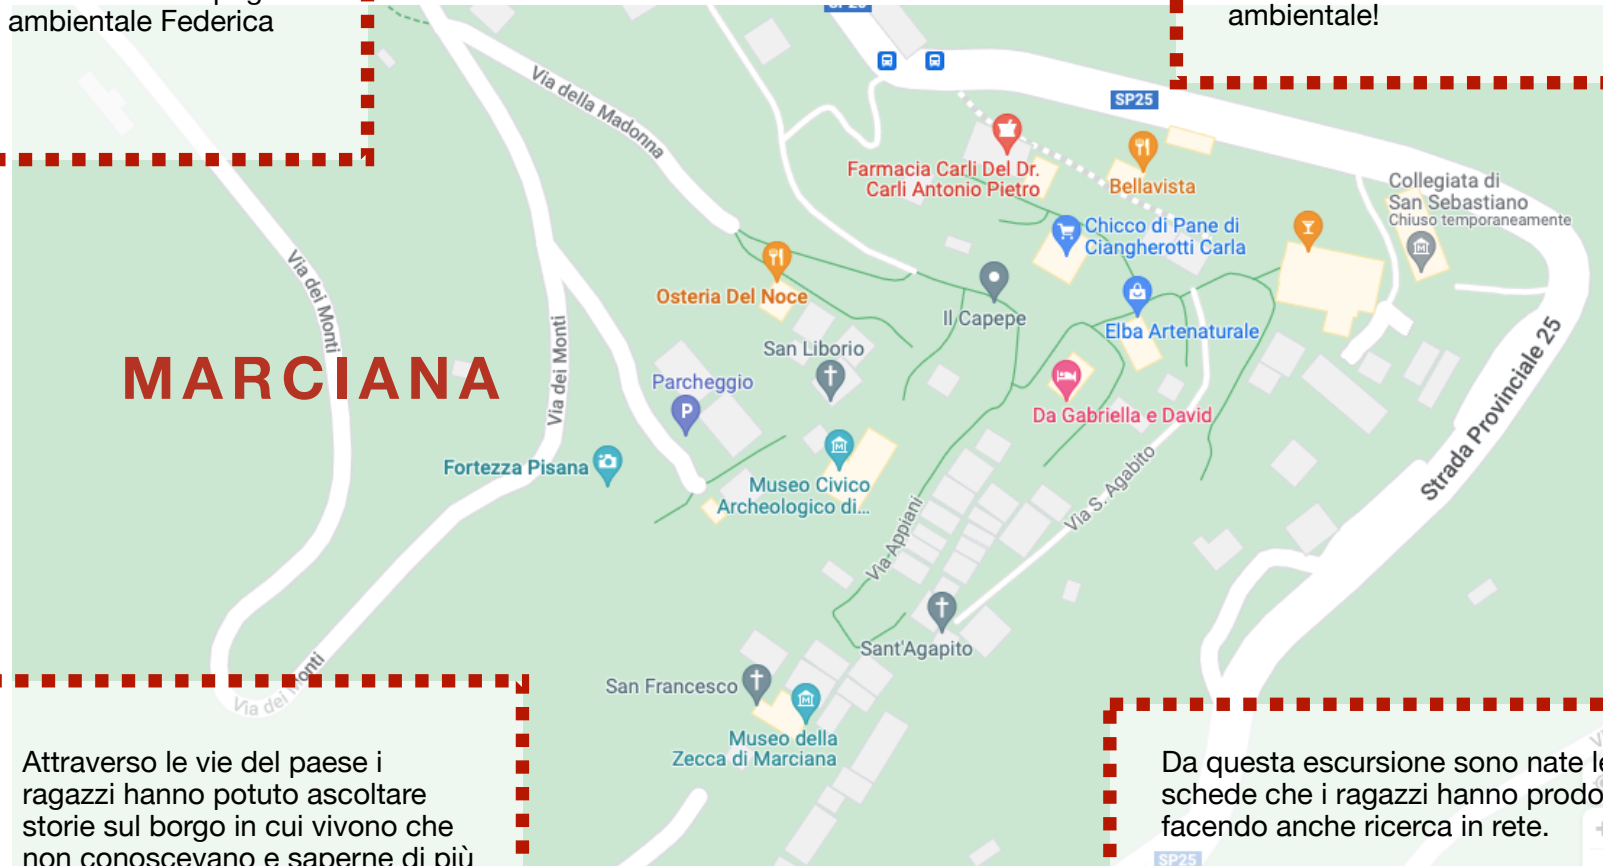 ambientale Federica
ambientale!
SP25
Via della Madonna
Farmacia Carli Del Dr.
Carli Antonio Pietro
Bellavista
Collegiata di
San Sebastiano
Chiuso temporaneamente
Chicco di Pane di
Ciangherotti Carla
Via dei Monti
Osteria Del Noce
Il Capepe
Elba Artenaturale
San Liborio
Via dei Monti
MARCIANA
Parcheggio
P
Da Gabriella e David
Strada Provinciale 25
Fortezza Pisana
Museo Civico
Archeologico di...
Via S. Agabito
Via Appiani
Sant'Agapito
San Francesco
Via dei Monti
Museo della
Zecca di Marciana
Attraverso le vie del paese i
ragazzi hanno potuto ascoltare
storie sul borgo in cui vivono che
non conoscevano e saperne di più
Da questa escursione sono nate le
schede che i ragazzi hanno prodo
facendo anche ricerca in rete.
SP25